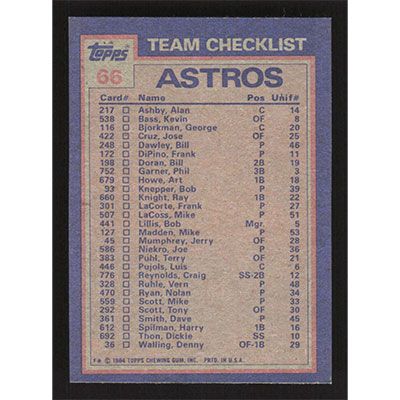 TEAM CHECKLIST
Topps
66
ASTROS
Card# Name Pos Unif#
217 □ Ashby, Alan C 14
538 □ Bass, Kevin OF 8
116 □ Bjorkman, George C 20
422 □ Cruz, Jose OF 25
248 □ Dawley, Bill P 46
172 □ DiPino, Frank P 11
198 □ Doran, Bill 2B 19
752 □ Garner, Phil 3B 3
679 □ Howe, Art 1B 18
93 □ Knepper, Bob P 39
660 □ Knight, Ray 1B 22
301 □ LaCorte, Frank P 27
507 □ LaCoss, Mike P 51
441 □ Lillis, Bob Mgr. 5
127 □ Madden, Mike P 53
45 □ Mumphrey, Jerry OF 28
586 □ Niekro, Joe P 36
383 □ Puhl, Terry OF 21
446 □ Pujols, Luis C 6
776 □ Reynolds, Craig SS-2B 12
328 □ Ruhle, Vern P 48
470 □ Ryan, Nolan P 34
559 □ Scott, Mike P 33
292 □ Scott, Tony OF 30
361 □ Smith, Dave P 45
612 □ Spilman, Harry 1B 16
692 □ Thon, Dickie SS 10
36 □ Walling, Denny OF-1B 29
© 1984 TOPPS CHEWING GUM, INC. PRTD. IN U.S.A.